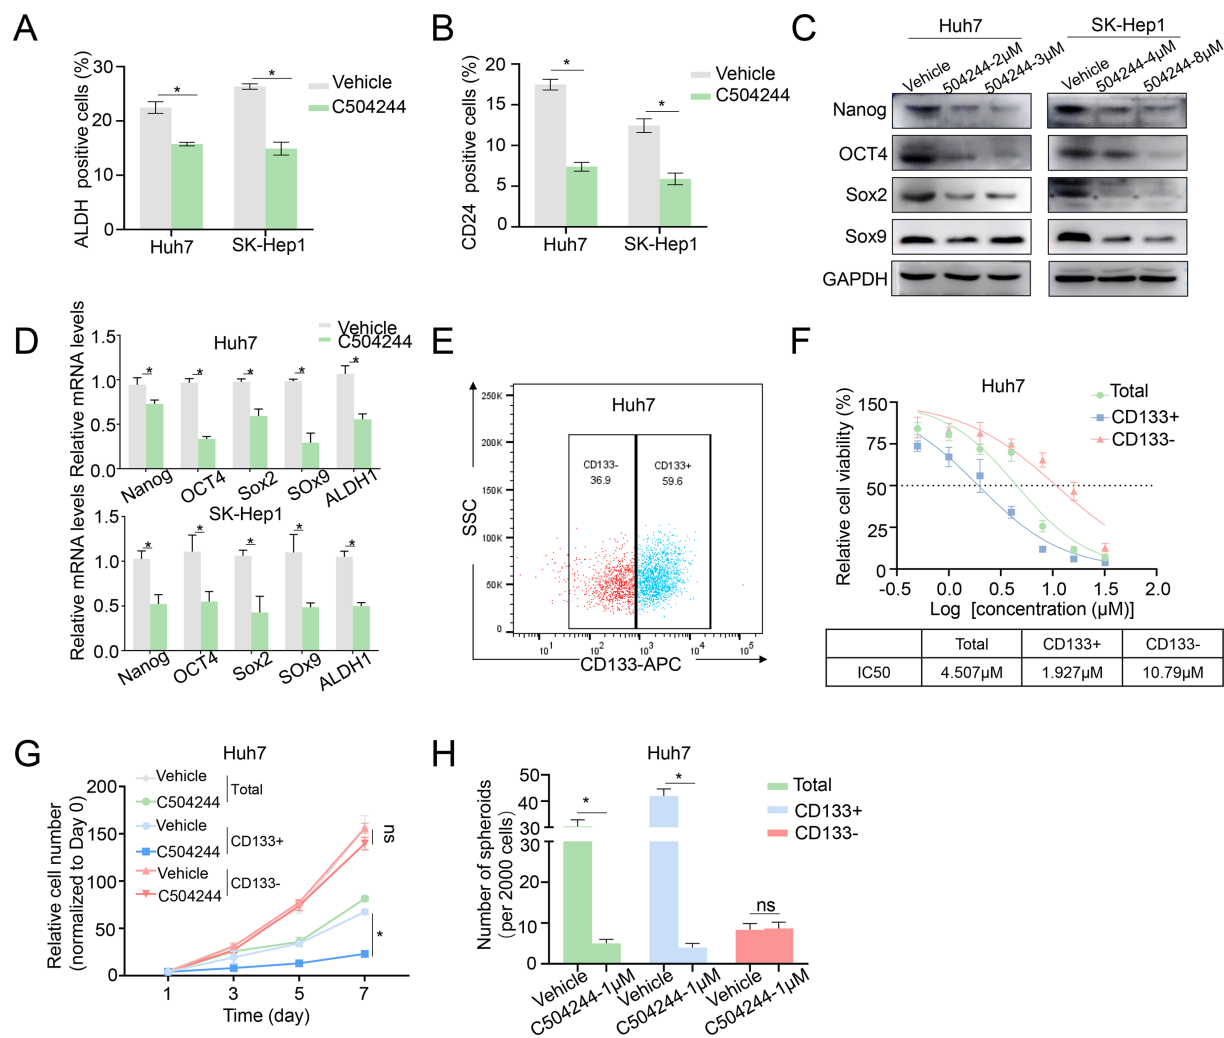 A
ALDH positive cells (%)
30
20
10
0
*
*
Vehicle
C504244
Huh7
SK-Hep1
B
CD24 positive cells (%)
20
15
10
5
0
*
*
Vehicle
C504244
Huh7
SK-Hep1
C
Huh7
SK-Hep1
Vehicle
504244-2μM
504244-3μM
Vehicle
504244-4μM
504244-8μM
Nanog
OCT4
Sox2
Sox9
GAPDH
D
Relative mRNA levels
1.5
1.0
0.5
0.0
Huh7
Vehicle
C504244
* * * * *
Nanog
OCT4
Sox2
SOx9
ALDH1
Relative mRNA levels
1.5
1.0
0.5
0.0
SK-Hep1
* * * * *
Nanog
OCT4
Sox2
SOx9
ALDH1
E
SSC
250K
200K
150K
100K
50K
0
Huh7
CD133-
36.9
CD133+
59.6
10¹
10²
10³
10⁴
10⁵
CD133-APC
F
Huh7
Relative cell viability (%)
150
75
50
25
0
Total
CD133+
CD133-
-0.5
0.0
0.5
1.0
1.5
2.0
Log [concentration (μM)]
Total CD133+ CD133-
IC50 4.507μM 1.927μM 10.79μM
G
Huh7
Relative cell number
(normalized to Day 0)
200
150
100
50
0
Vehicle
C504244
Total
Vehicle
C504244
CD133+
Vehicle
C504244
CD133-
ns
*
1
3
5
7
Time (day)
H
Huh7
Number of spheroids
(per 2000 cells)
50
40
30
30
20
10
0
*
*
ns
Total
CD133+
CD133-
Vehicle
C504244-1μM
Vehicle
C504244-1μM
Vehicle
C504244-1μM